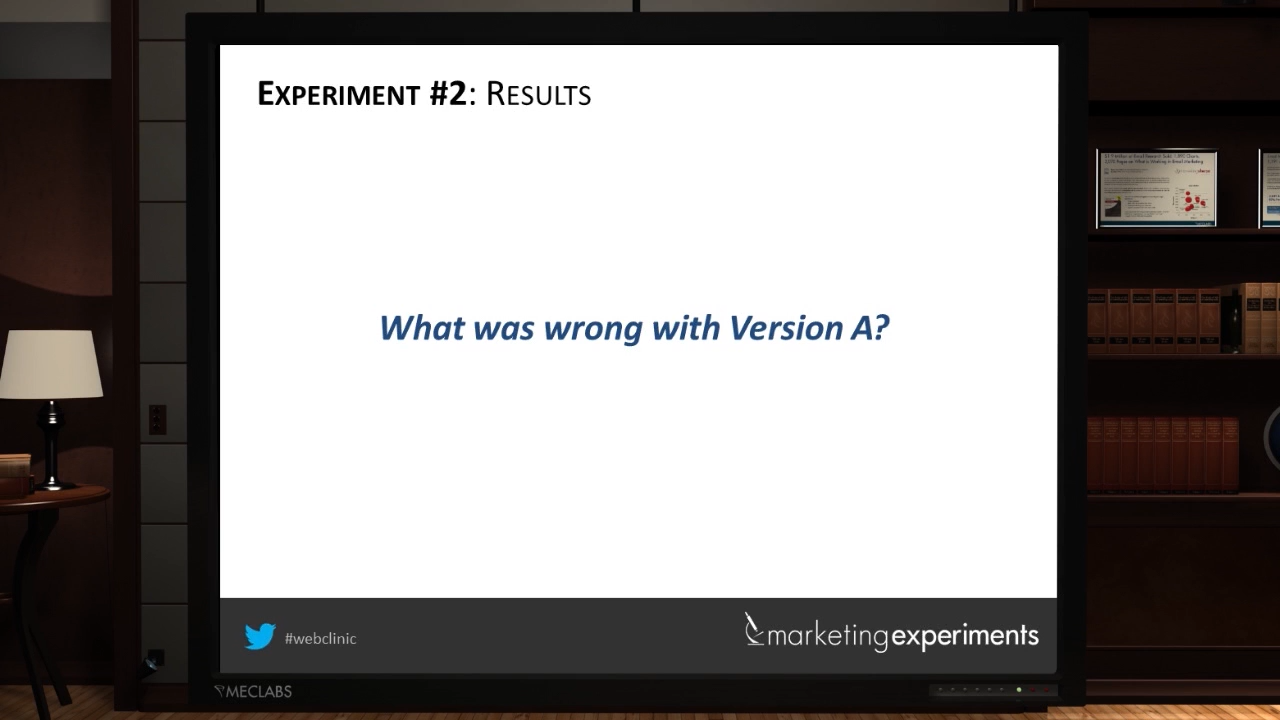 EXPERIMENT #2: RESULTS
What was wrong with Version A?
#webclinic
marketingexperiments
MECLABS